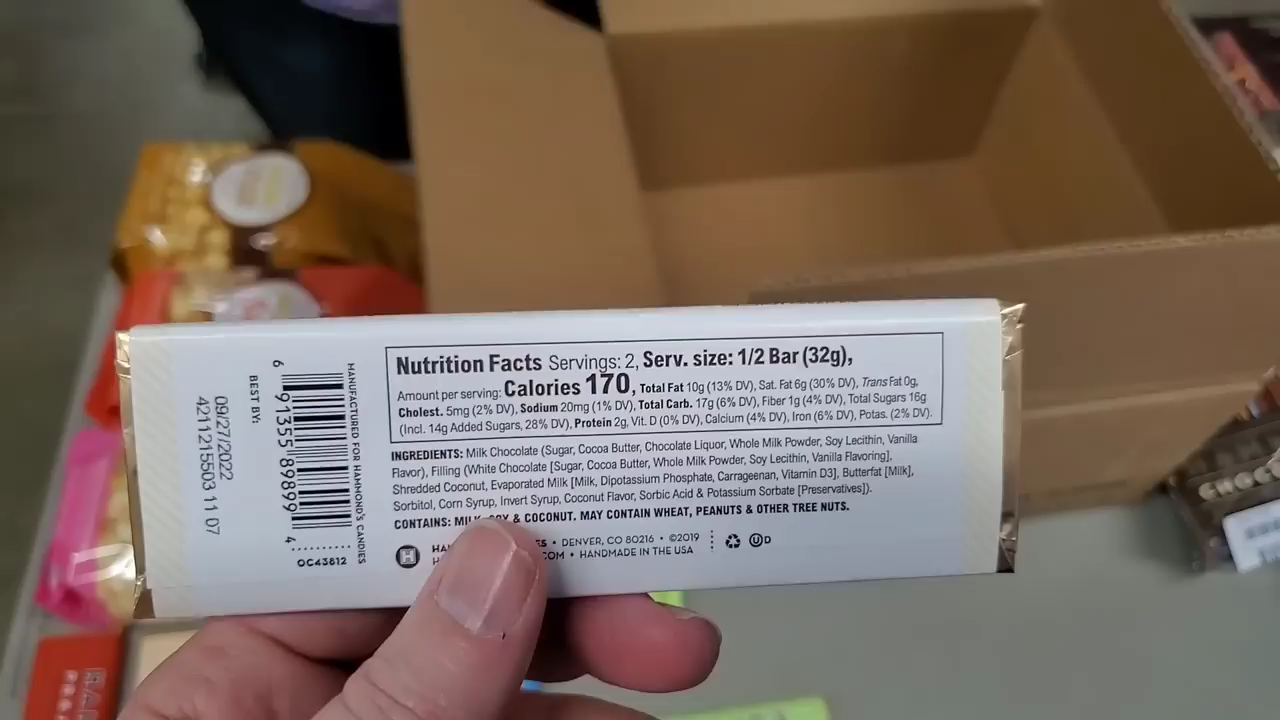 Nutrition Facts Servings: 2, Serv. size: 1/2 Bar (32g),
Amount per serving: Calories 170, Total Fat 10g (13% DV), Sat. Fat 6g (30% DV), Trans Fat 0g,
Cholest. 5mg (2% DV), Sodium 20mg (1% DV), Total Carb. 17g (6% DV), Fiber 1g (4% DV), Total Sugars 16g
(Incl. 14g Added Sugars, 28% DV), Protein 2g, Vit. D (0% DV), Calcium (4% DV), Iron (6% DV), Potas. (2% DV).
INGREDIENTS: Milk Chocolate (Sugar, Cocoa Butter, Chocolate Liquor, Whole Milk Powder, Soy Lecithin, Vanilla
Flavor), Filling (White Chocolate [Sugar, Cocoa Butter, Whole Milk Powder, Soy Lecithin, Vanilla Flavoring],
Shredded Coconut, Evaporated Milk [Milk, Dipotassium Phosphate, Carrageenan, Vitamin D3], Butterfat [Milk],
Sorbitol, Corn Syrup, Invert Syrup, Coconut Flavor, Sorbic Acid & Potassium Sorbate [Preservatives]).
CONTAINS: MILK, SOY & COCONUT. MAY CONTAIN WHEAT, PEANUTS & OTHER TREE NUTS.
H HA ES • DENVER, CO 80216 • ©2019
H .COM • HANDMADE IN THE USA
U D
MANUFACTURED FOR HAMMOND'S CANDIES
6 91355 89899 4
OC43812
BEST BY:
09/27/2022
4211215503 11 07